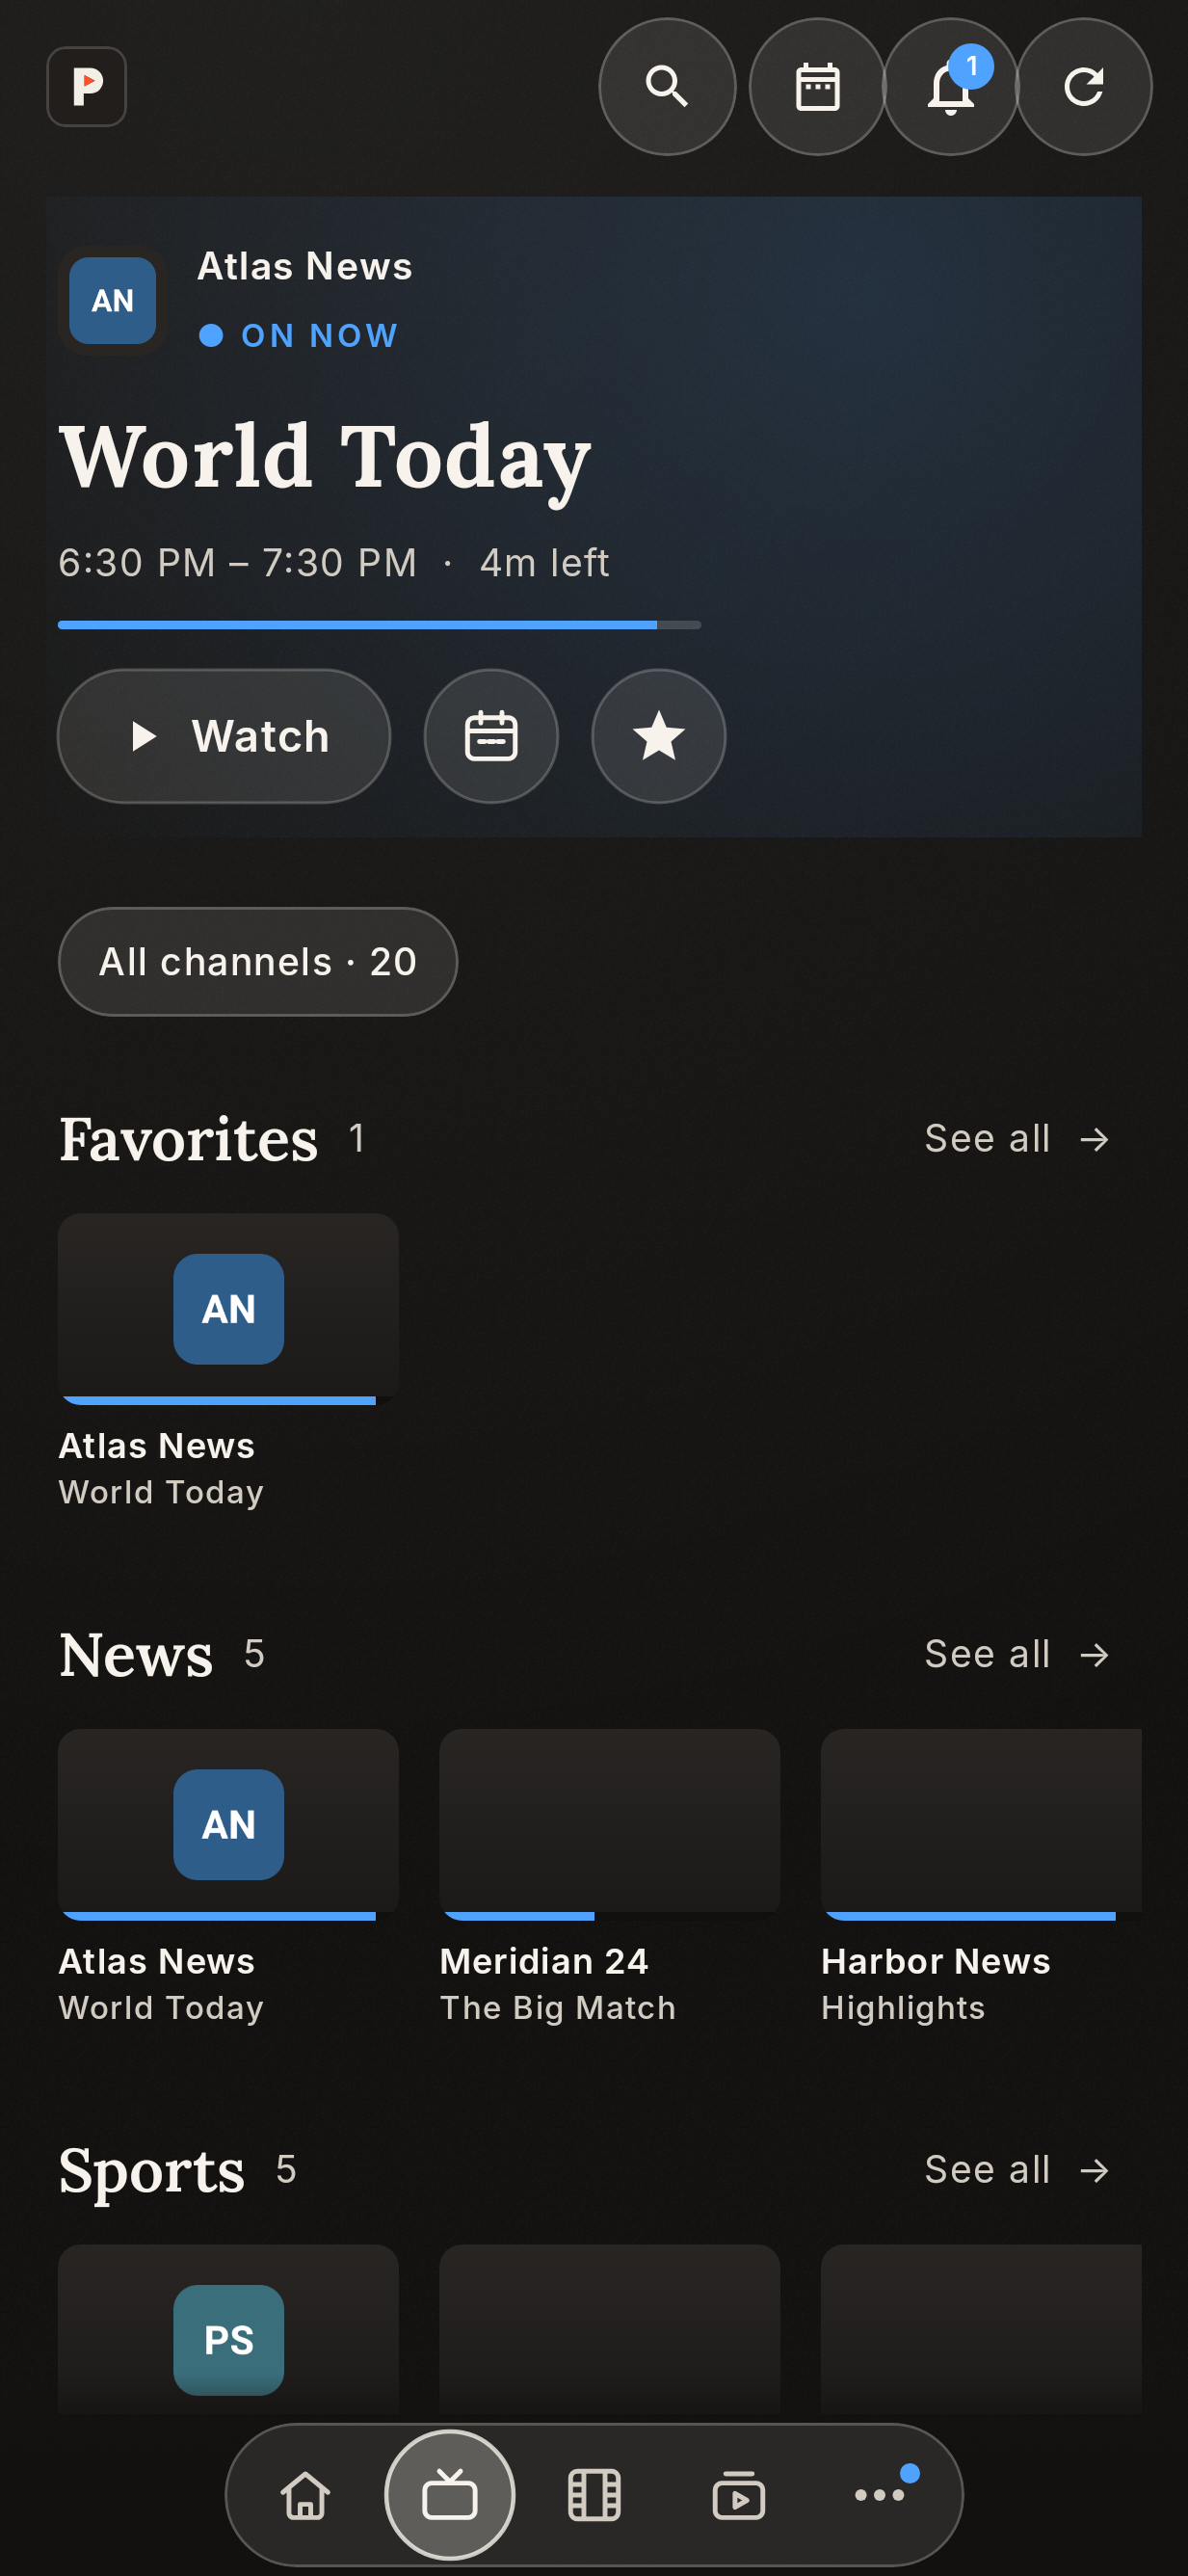 P
1
AN
Atlas News
ON NOW
World Today
6:30 PM – 7:30 PM · 4m left
Watch
All channels · 20
Favorites 1
See all →
AN
Atlas News
World Today
News 5
See all →
AN
Atlas News
World Today
Meridian 24
The Big Match
Harbor News
Highlights
Sports 5
See all →
PS